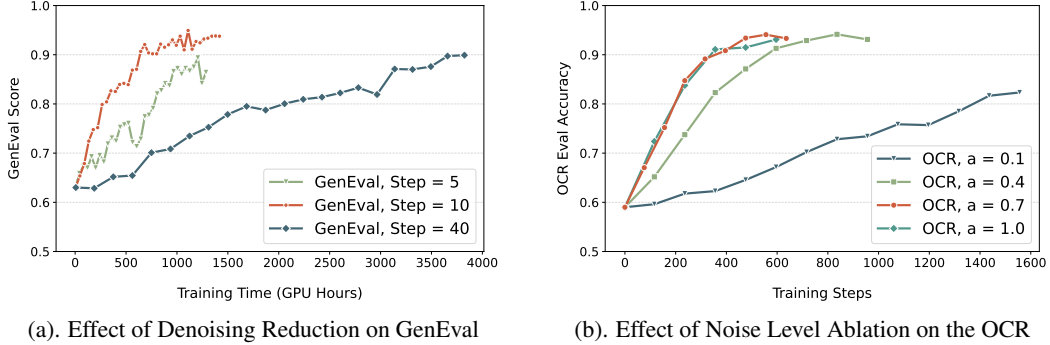 1.0
0.9
0.8
0.7
0.6
0.5
GenEval Score
0 500 1000 1500 2000 2500 3000 3500 4000
Training Time (GPU Hours)
GenEval, Step = 5
GenEval, Step = 10
GenEval, Step = 40
(a). Effect of Denoising Reduction on GenEval
1.0
0.9
0.8
0.7
0.6
0.5
OCR Eval Accuracy
0 200 400 600 800 1000 1200 1400 1600
Training Steps
OCR, a = 0.1
OCR, a = 0.4
OCR, a = 0.7
OCR, a = 1.0
(b). Effect of Noise Level Ablation on the OCR